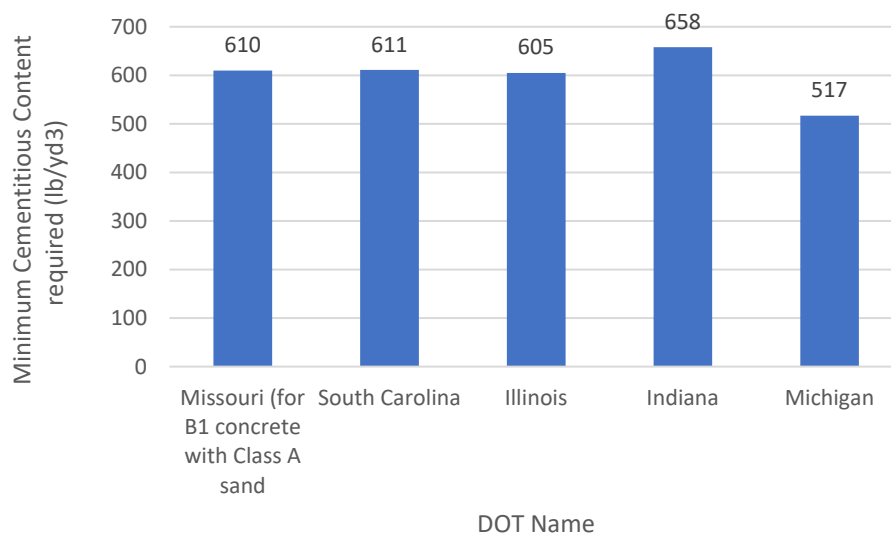 Minimum Cementitious Content
required (lb/yd3)
700
600
500
400
300
200
100
0
610
611
605
658
517
Missouri (for
B1 concrete
with Class A
sand
South Carolina
Illinois
Indiana
Michigan
DOT Name